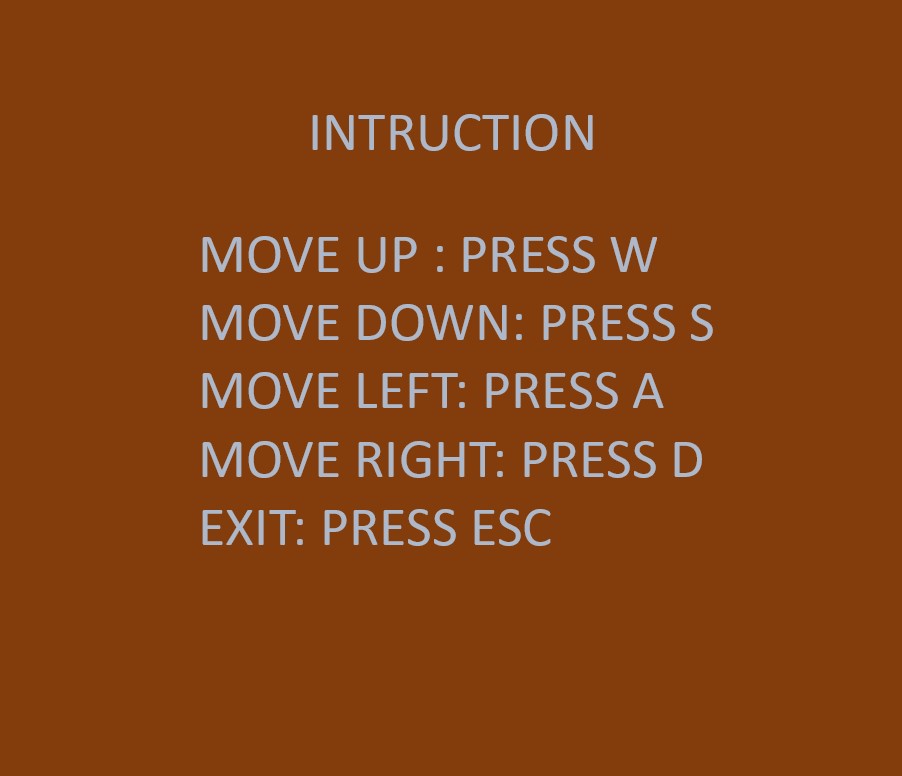 INTRUCTION
MOVE UP : PRESS W
MOVE DOWN: PRESS S
MOVE LEFT: PRESS A
MOVE RIGHT: PRESS D
EXIT: PRESS ESC